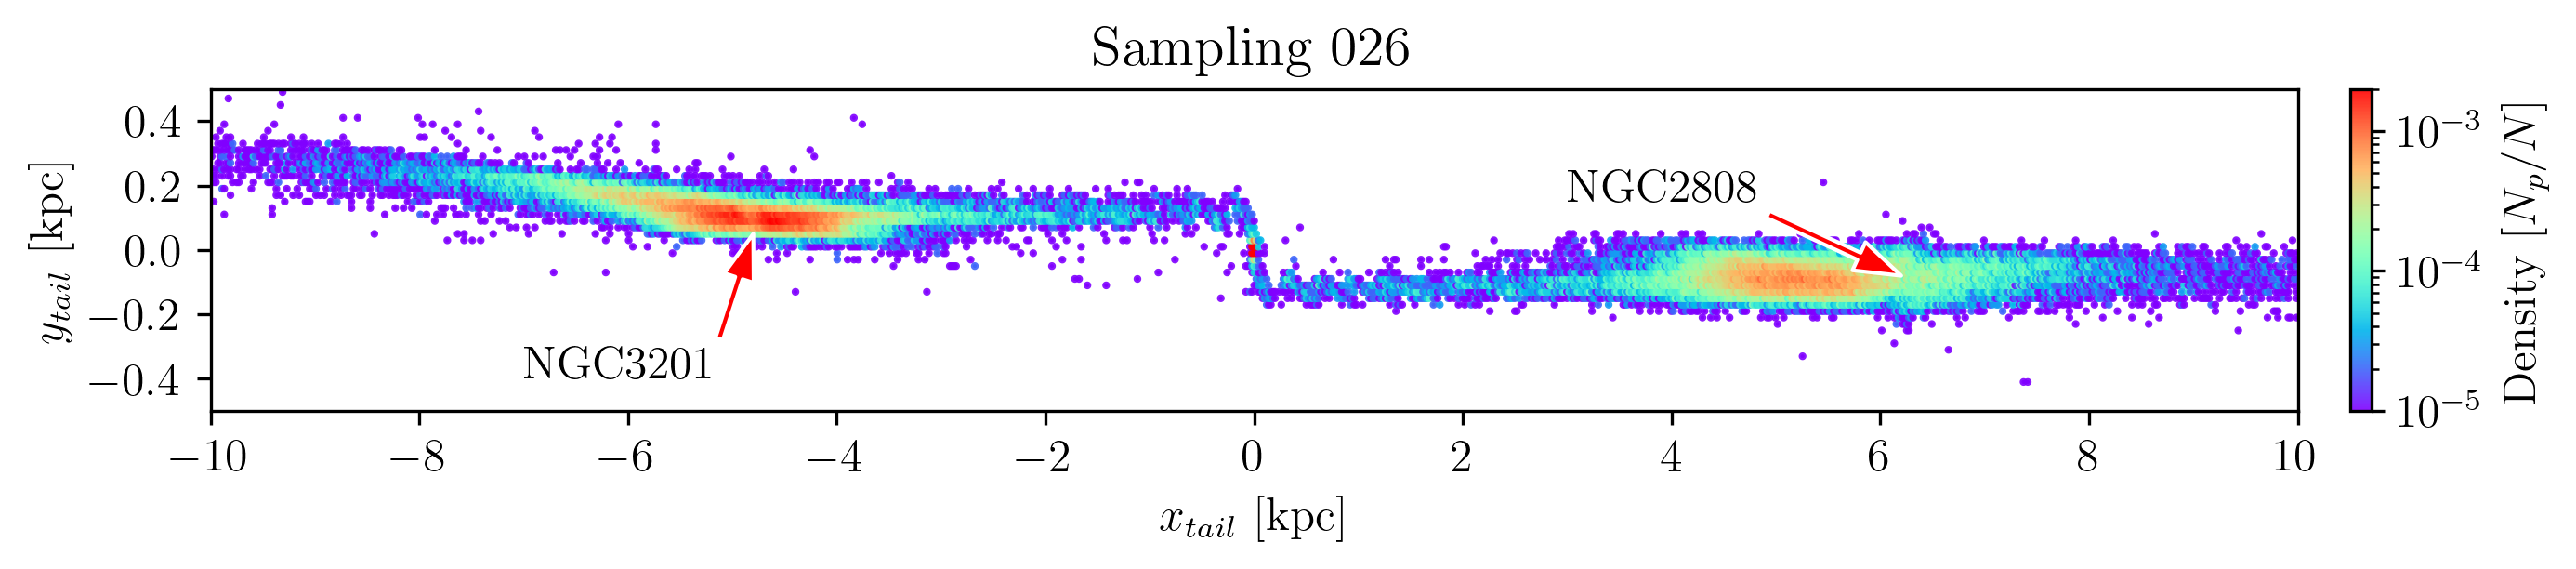 Sampling 026
0.4
0.2
0.0
−0.2
−0.4
y_tail [kpc]
NGC3201
NGC2808
−10 −8 −6 −4 −2 0 2 4 6 8 10
x_tail [kpc]
10^−3
10^−4
10^−5
Density [N_p/N]